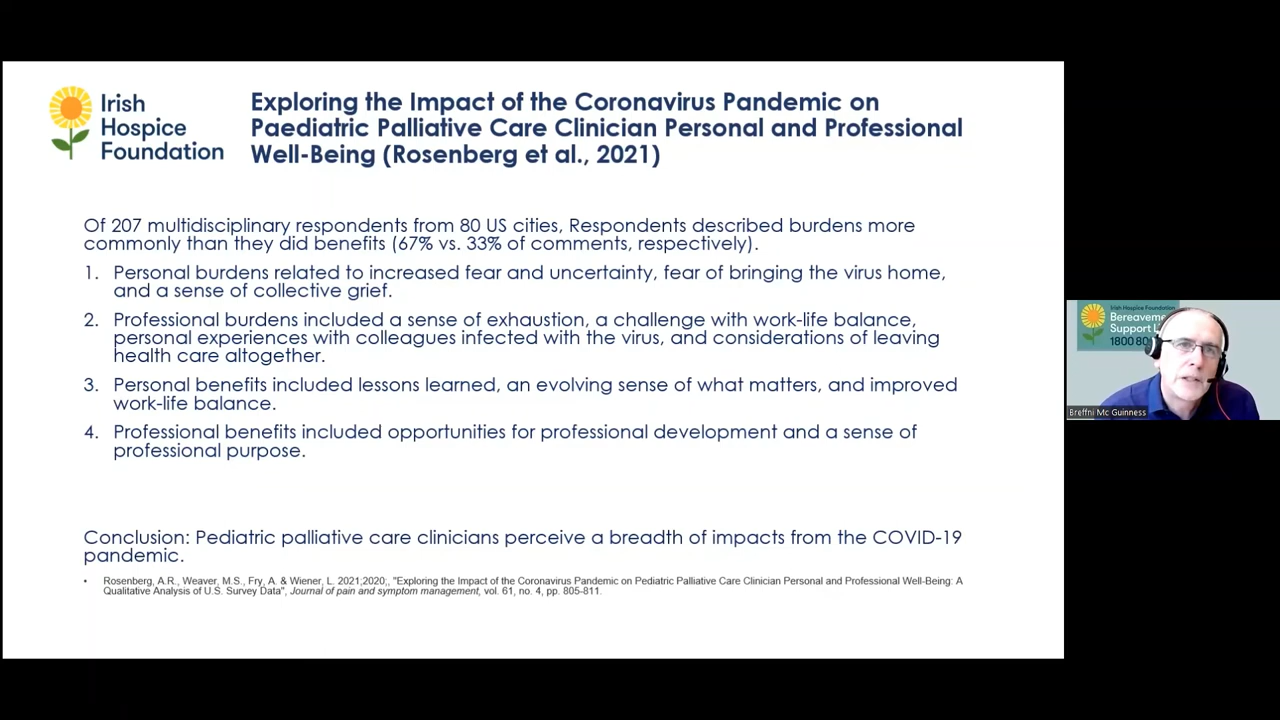 Irish
Hospice
Foundation
Exploring the Impact of the Coronavirus Pandemic on
Paediatric Palliative Care Clinician Personal and Professional
Well-Being (Rosenberg et al., 2021)
Of 207 multidisciplinary respondents from 80 US cities, Respondents described burdens more
commonly than they did benefits (67% vs. 33% of comments, respectively).
1. Personal burdens related to increased fear and uncertainty, fear of bringing the virus home,
and a sense of collective grief.
2. Professional burdens included a sense of exhaustion, a challenge with work-life balance,
personal experiences with colleagues infected with the virus, and considerations of leaving
health care altogether.
3. Personal benefits included lessons learned, an evolving sense of what matters, and improved
work-life balance.
4. Professional benefits included opportunities for professional development and a sense of
professional purpose.
Conclusion: Pediatric palliative care clinicians perceive a breadth of impacts from the COVID-19
pandemic.
• Rosenberg, A.R., Weaver, M.S., Fry, A. & Wiener, L. 2021;2020;, "Exploring the Impact of the Coronavirus Pandemic on Pediatric Palliative Care Clinician Personal and Professional Well-Being: A
Qualitative Analysis of U.S. Survey Data", Journal of pain and symptom management, vol. 61, no. 4, pp. 805-811.
Irish Hospice Foundation
Bereaveme
Support Li
1800 80
Breffni Mc Guinness